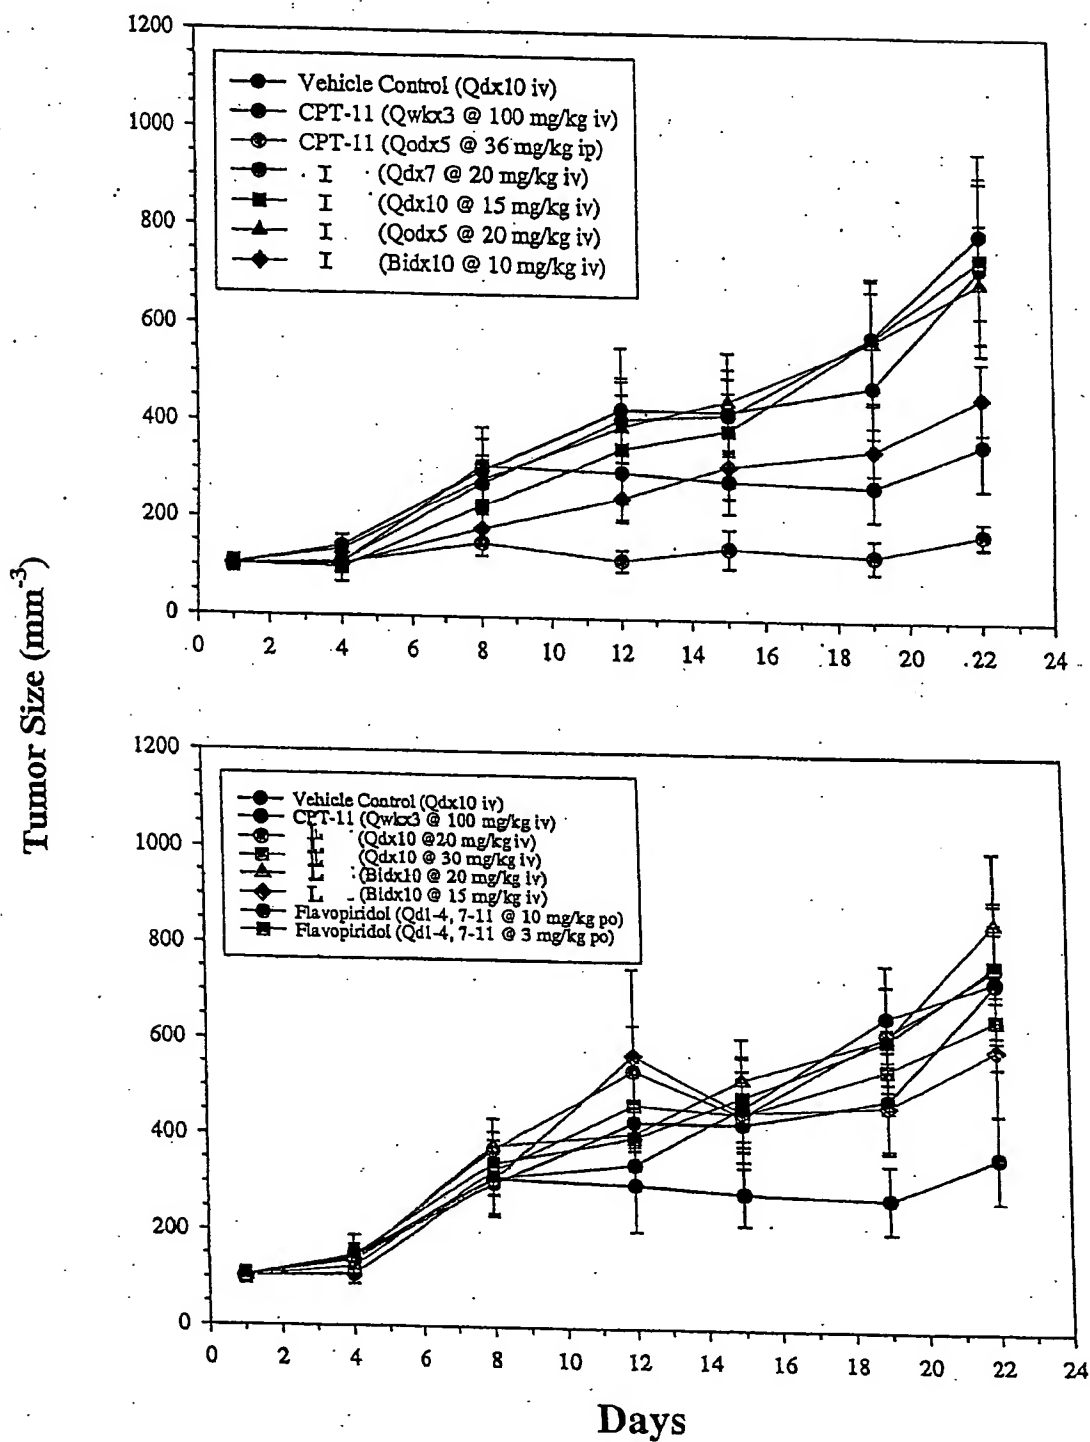 1200
1000
800
600
400
200
0
Vehicle Control (Qdx10 iv)
CPT-11 (Qwkx3 @ 100 mg/kg iv)
CPT-11 (Qodx5 @ 36 mg/kg ip)
I (Qdx7 @ 20 mg/kg iv)
I (Qdx10 @ 15 mg/kg iv)
I (Qodx5 @ 20 mg/kg iv)
I (Bidx10 @ 10 mg/kg iv)
0 2 4 6 8 10 12 14 16 18 20 22 24
Tumor Size (mm-3)
1200
1000
800
600
400
200
0
Vehicle Control (Qdx10 iv)
CPT-11 (Qwkx3 @ 100 mg/kg iv)
L (Qdx10 @20 mg/kg iv)
L (Qdx10 @ 30 mg/kg iv)
L (Bidx10 @ 20 mg/kg iv)
L (Bidx10 @ 15 mg/kg iv)
Flavopiridol (Qd1-4, 7-11 @ 10 mg/kg po)
Flavopiridol (Qd1-4, 7-11 @ 3 mg/kg po)
0 2 4 6 8 10 12 14 16 18 20 22 24
Days